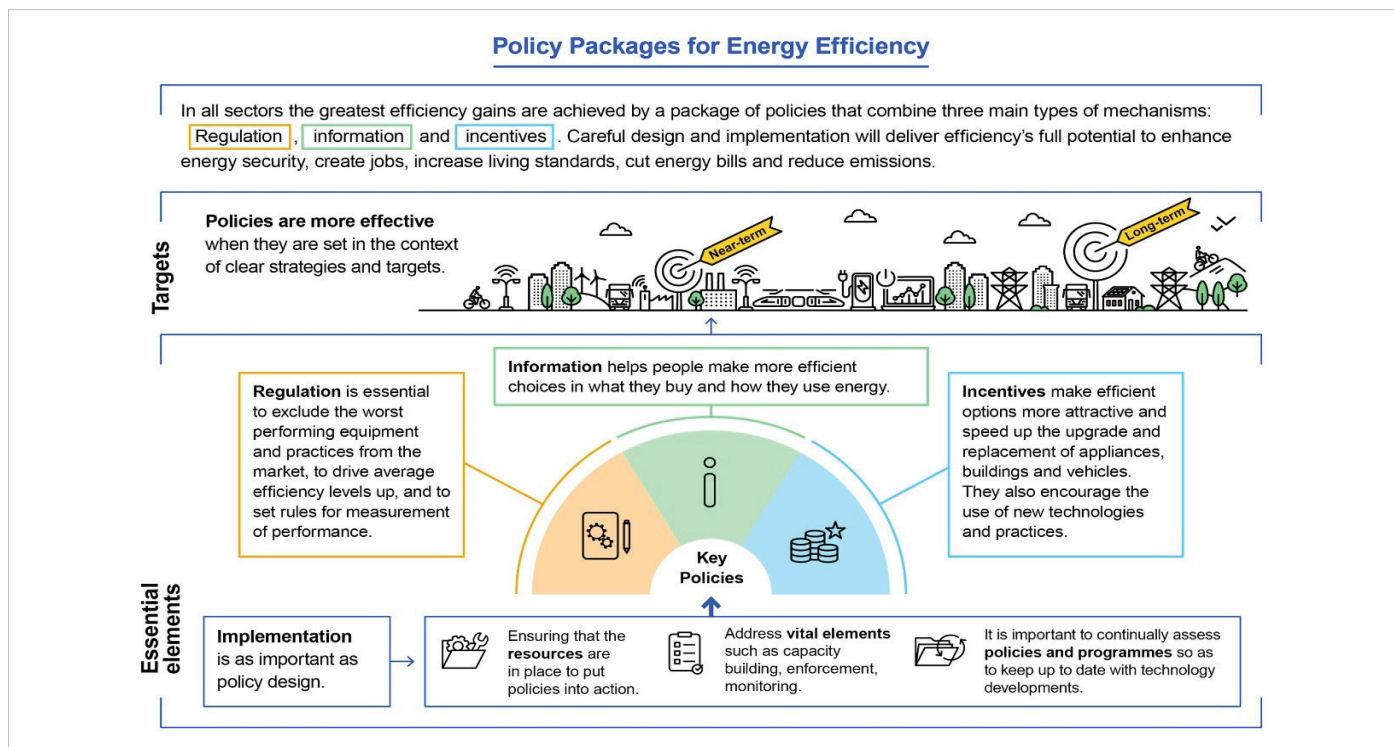 Policy Packages for Energy Efficiency
In all sectors the greatest efficiency gains are achieved by a package of policies that combine three main types of mechanisms:
Regulation , information and incentives . Careful design and implementation will deliver efficiency’s full potential to enhance
energy security, create jobs, increase living standards, cut energy bills and reduce emissions.
Targets
Policies are more effective
when they are set in the context
of clear strategies and targets.
Near-term
Long-term
Essential
elements
Regulation is essential
to exclude the worst
performing equipment
and practices from the
market, to drive average
efficiency levels up, and to
set rules for measurement
of performance.
Information helps people make more efficient
choices in what they buy and how they use energy.
Incentives make efficient
options more attractive and
speed up the upgrade and
replacement of appliances,
buildings and vehicles.
They also encourage the
use of new technologies
and practices.
Key
Policies
Implementation
is as important as
policy design.
Ensuring that the
resources are
in place to put
policies into action.
Address vital elements
such as capacity
building, enforcement,
monitoring.
It is important to continually assess
policies and programmes so as
to keep up to date with technology
developments.